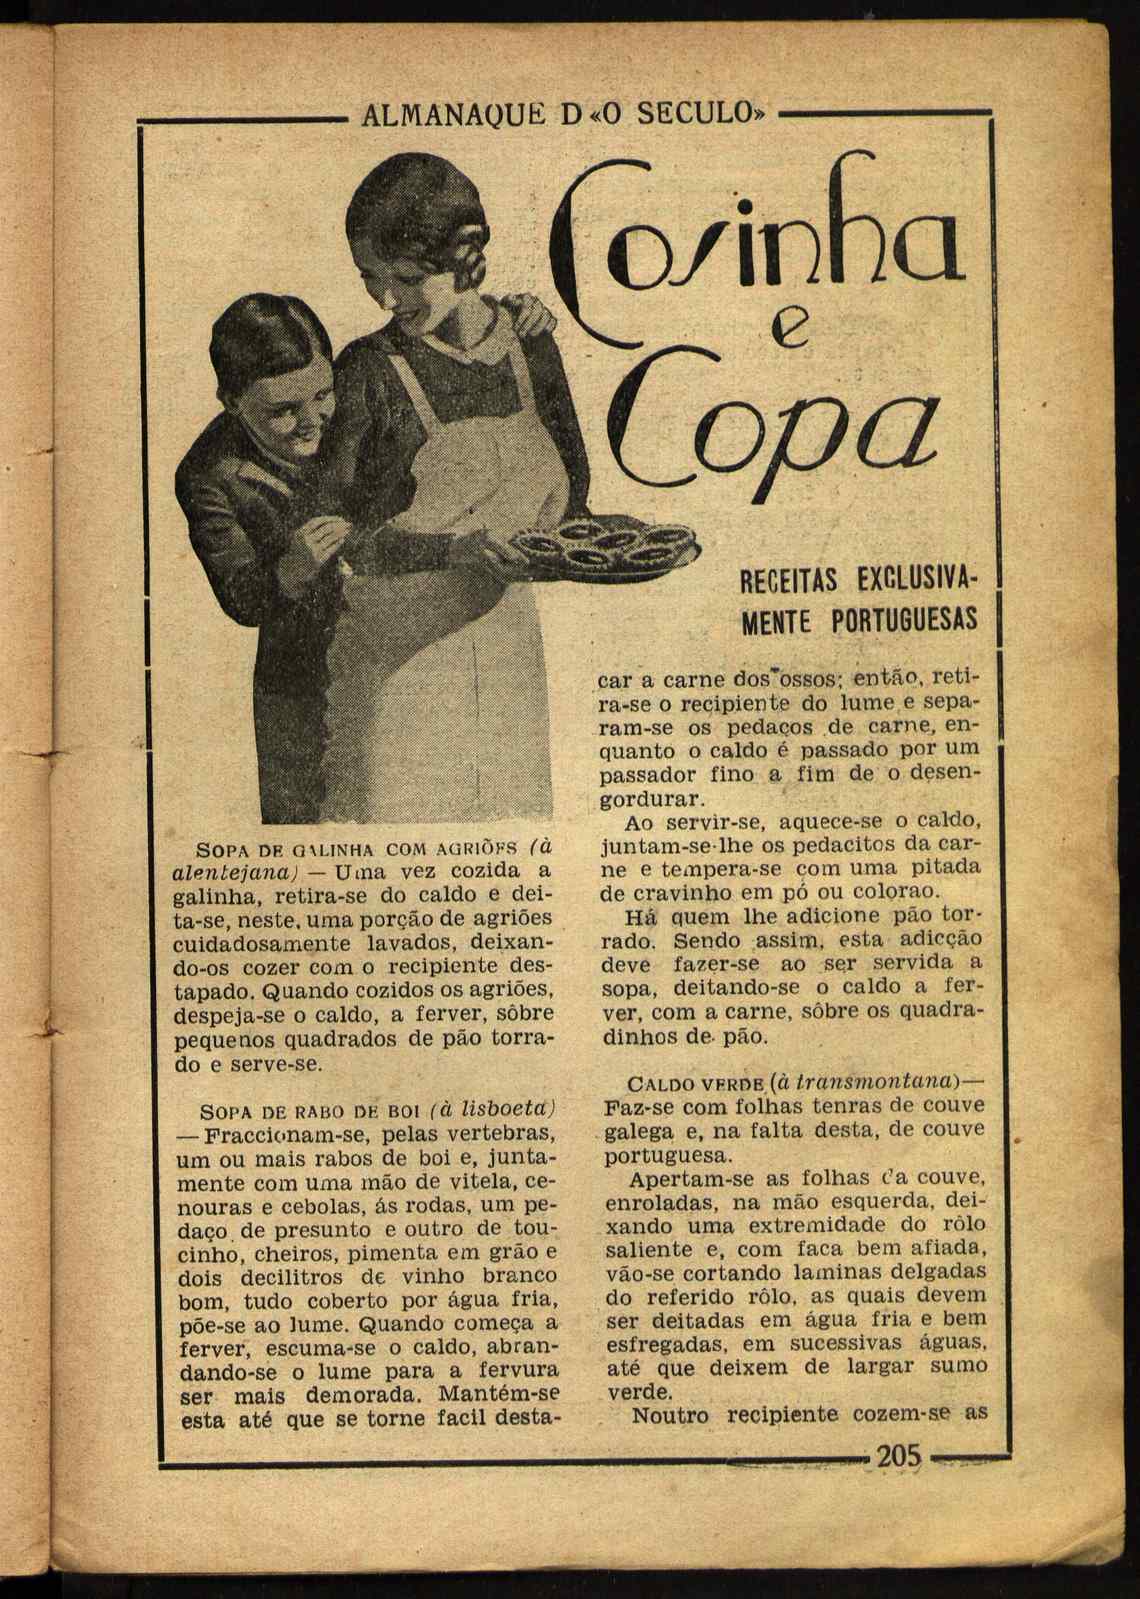 ALMANAQUE D «O SECULO»
Cosinha
e
Copa
RECEITAS EXCLUSIVA-
MENTE PORTUGUESAS
SOPA DE GALINHA COM AGRIÕES (à
alentejana) — Uma vez cozida a
galinha, retira-se do caldo e dei-
ta-se, neste, uma porção de agriões
cuidadosamente lavados, deixan-
do-os cozer com o recipiente des-
tapado. Quando cozidos os agriões,
despeja-se o caldo, a ferver, sôbre
pequenos quadrados de pão torra-
do e serve-se.
SOPA DE RABO DE BOI (à lisboeta)
— Fraccionam-se, pelas vertebras,
um ou mais rabos de boi e, junta-
mente com uma mão de vitela, ce-
nouras e cebolas, ás rodas, um pe-
daço de presunto e outro de tou-
cinho, cheiros, pimenta em grão e
dois decilitros de vinho branco
bom, tudo coberto por água fria,
põe-se ao lume. Quando começa a
ferver, escuma-se o caldo, abran-
dando-se o lume para a fervura
ser mais demorada. Mantém-se
esta até que se torne facil desta-
car a carne dos ossos; então, reti-
ra-se o recipiente do lume e sepa-
ram-se os pedaços de carne, en-
quanto o caldo é passado por um
passador fino a fim de o desen-
gordurar.
Ao servir-se, aquece-se o caldo,
juntam-se-lhe os pedacitos da car-
ne e tempera-se com uma pitada
de cravinho em pó ou colorao.
Há quem lhe adicione pão tor-
rado. Sendo assim, esta adicção
deve fazer-se ao ser servida a
sopa, deitando-se o caldo a fer-
ver, com a carne, sôbre os quadra-
dinhos de pão.
CALDO VERDE (à transmontana)—
Faz-se com folhas tenras de couve
galega e, na falta desta, de couve
portuguesa.
Apertam-se as folhas da couve,
enroladas, na mão esquerda, dei-
xando uma extremidade do rôlo
saliente e, com faca bem afiada,
vão-se cortando laminas delgadas
do referido rôlo, as quais devem
ser deitadas em água fria e bem
esfregadas, em sucessivas águas,
até que deixem de largar sumo
verde.
Noutro recipiente cozem-se as
205